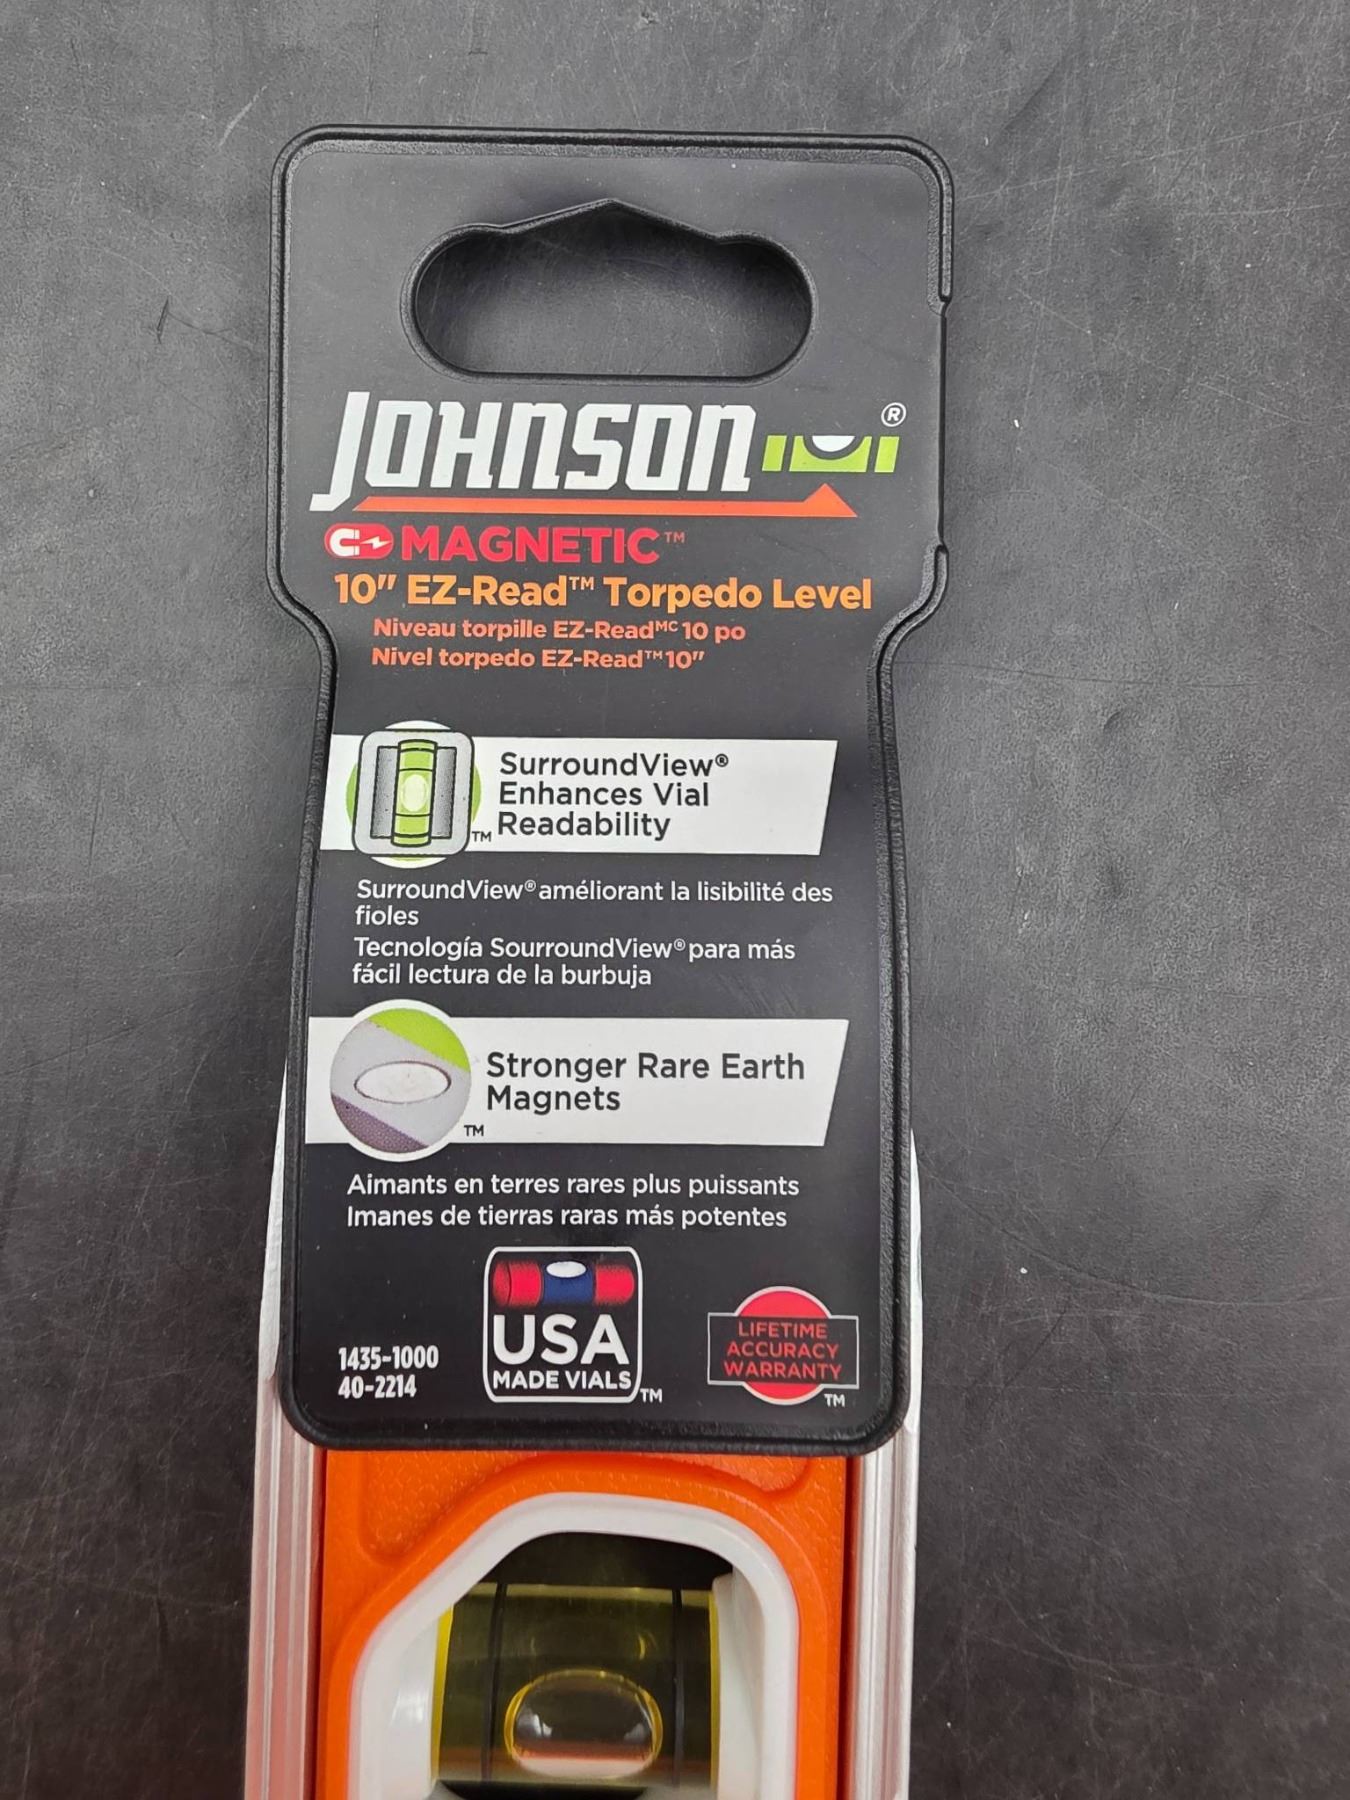 JOHNSON®
MAGNETIC™
10" EZ-Read™ Torpedo Level
Niveau torpille EZ-Readᴹᶜ 10 po
Nivel torpedo EZ-Read™ 10"
SurroundView®
Enhances Vial
Readability
™
SurroundView® améliorant la lisibilité des
fioles
Tecnología SourroundView® para más
fácil lectura de la burbuja
Stronger Rare Earth
Magnets
™
Aimants en terres rares plus puissants
Imanes de tierras raras más potentes
1435-1000
40-2214
USA
MADE VIALS
™
LIFETIME
ACCURACY
WARRANTY
™